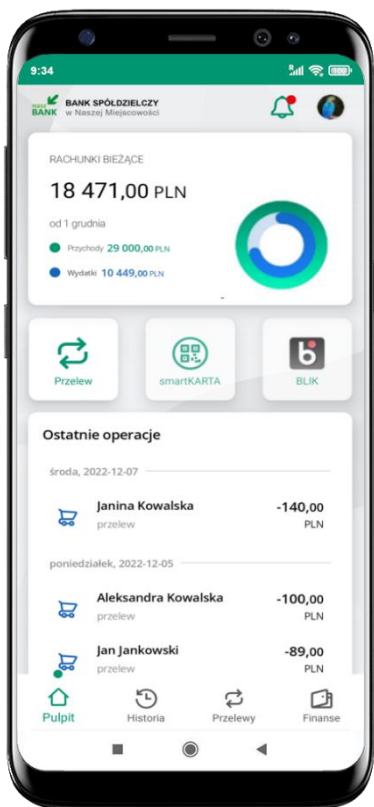 9:34
NASZ
BANK
BANK SPÓŁDZIELCZY
w Naszej Miejscowości
RACHUNKI BIEŻĄCE
18 471,00 PLN
od 1 grudnia
Przychody 29 000,00 PLN
Wydatki 10 449,00 PLN
Przelew
smartKARTA
BLIK
Ostatnie operacje
środa, 2022-12-07
Janina Kowalska -140,00
przelew PLN
poniedziałek, 2022-12-05
Aleksandra Kowalska -100,00
przelew PLN
Jan Jankowski -89,00
przelew PLN
Pulpit Historia Przelewy Finanse